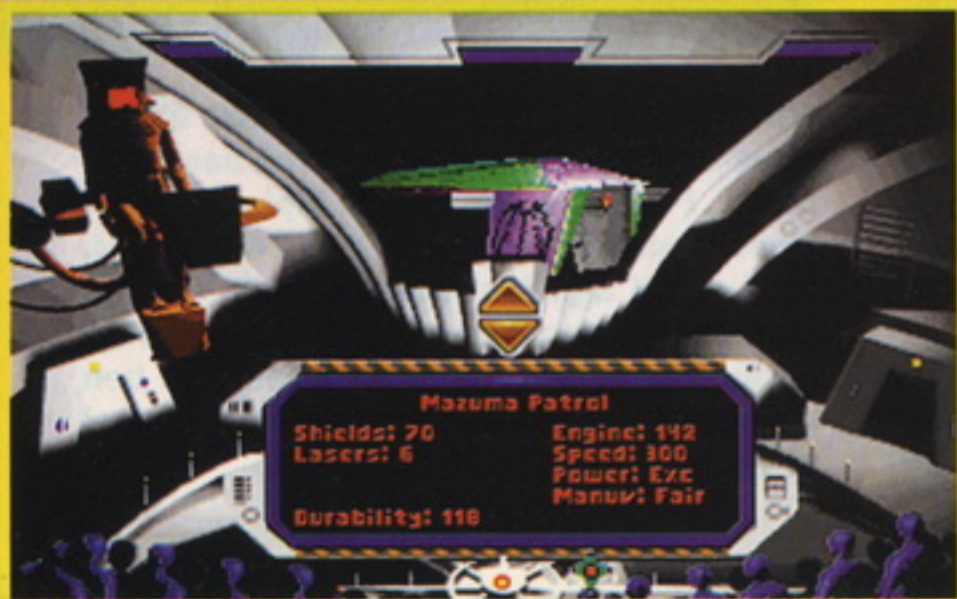 Mazuma Patrol
Shields: 70 Engine: 142
Lasers: 6 Speed: 300
Power: Exc
Manuv: Fair
Durability: 118